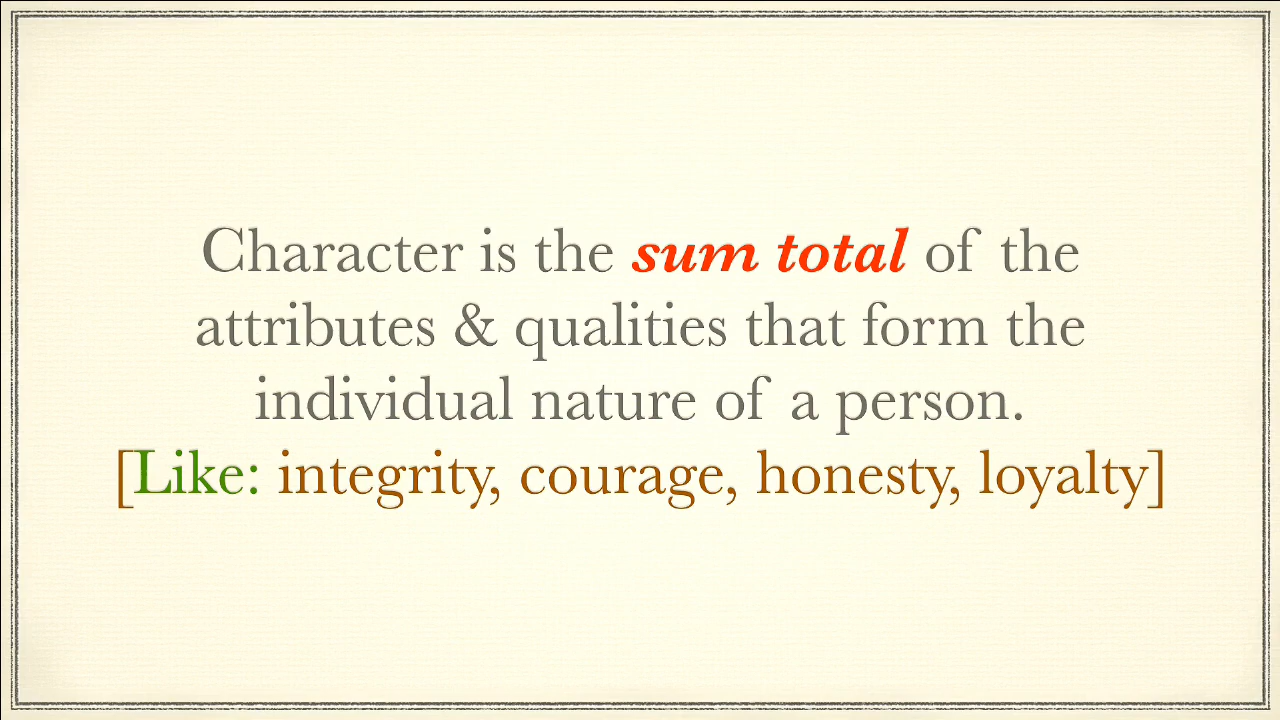 Character is the sum total of the
attributes & qualities that form the
individual nature of a person.
[Like: integrity, courage, honesty, loyalty]